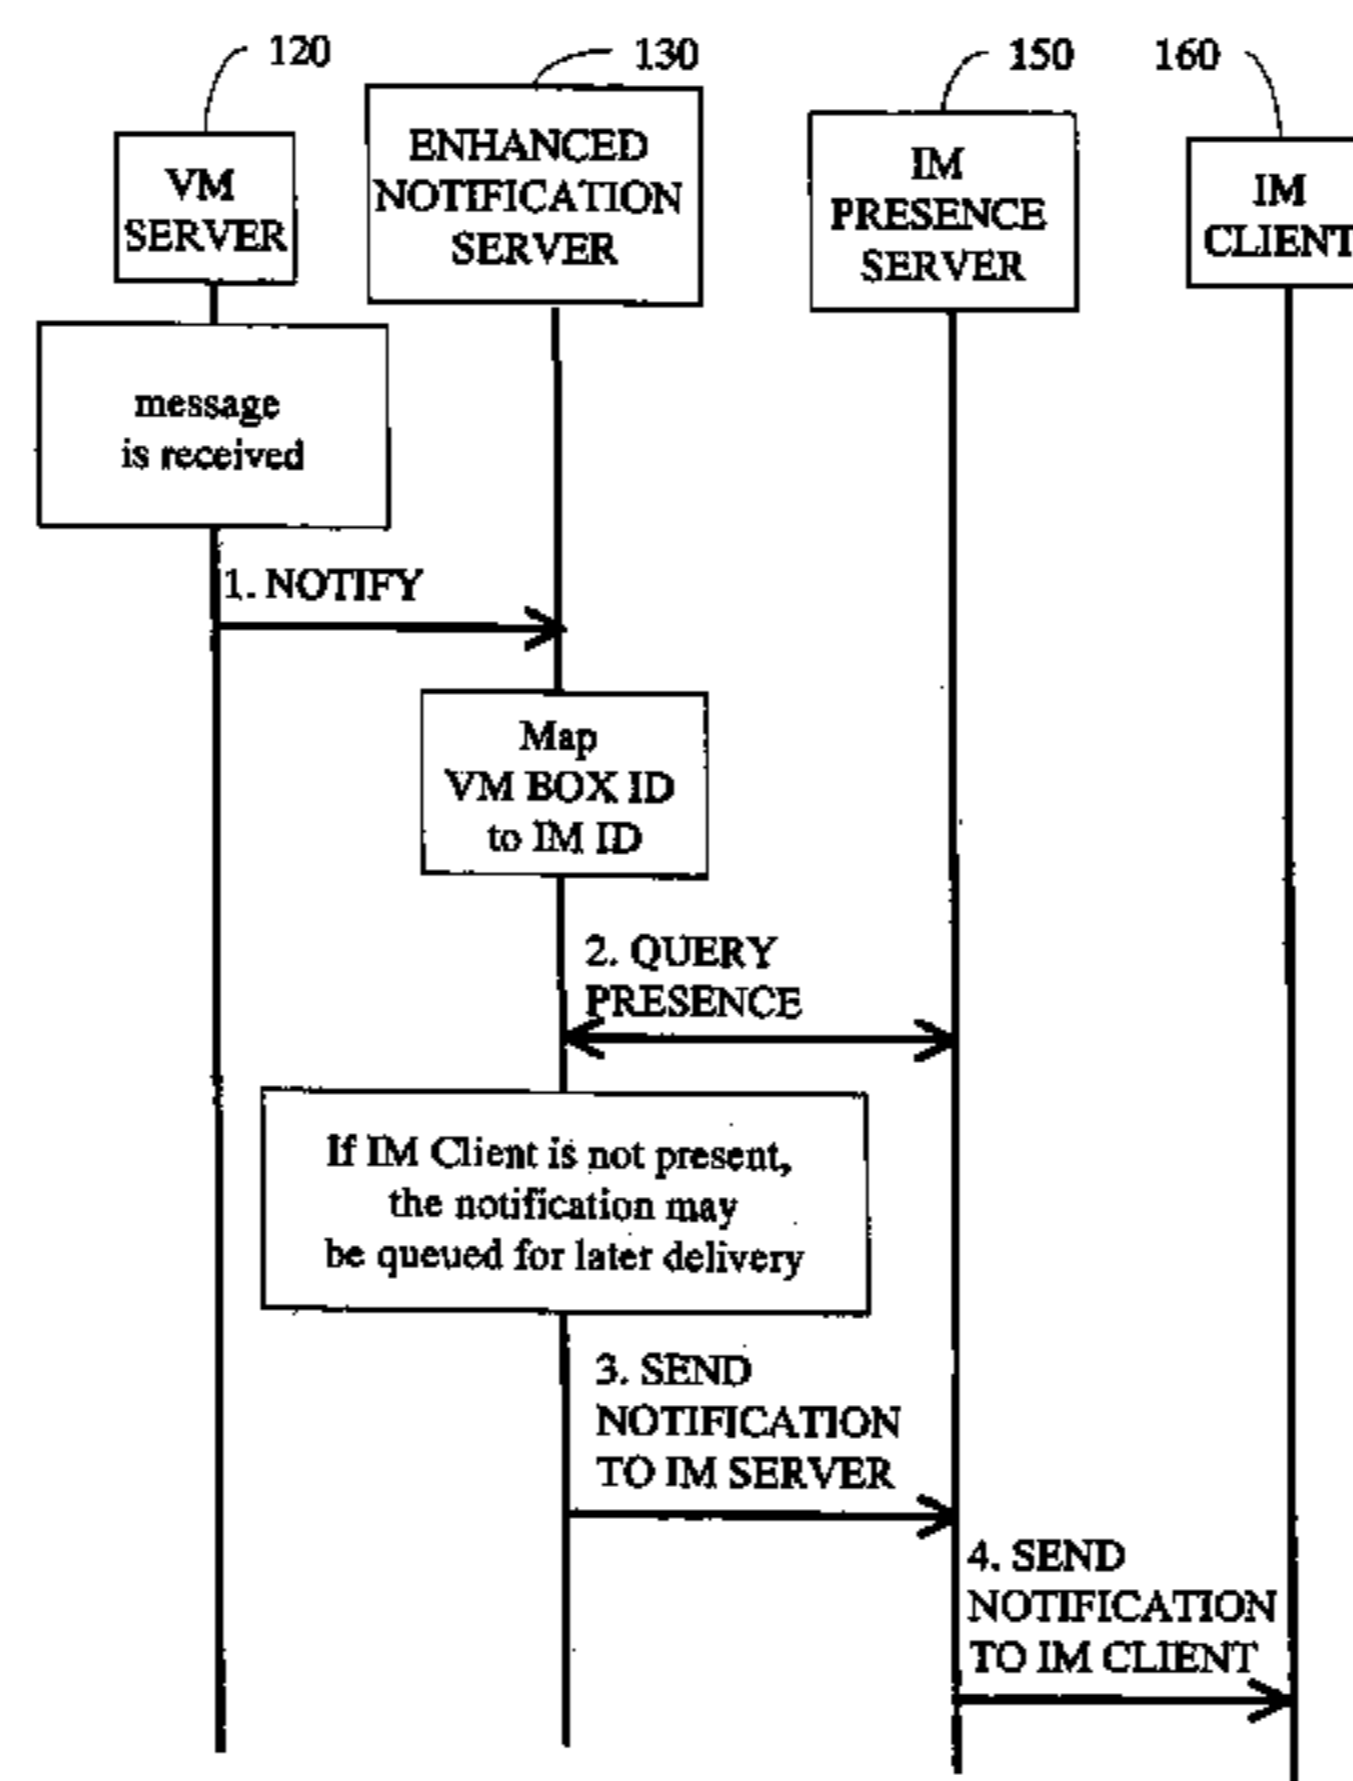 120
130
150
160
VM
SERVER
ENHANCED
NOTIFICATION
SERVER
IM
PRESENCE
SERVER
IM
CLIENT
message
is received
1. NOTIFY
Map
VM BOX ID
to IM ID
2. QUERY
PRESENCE
If IM Client is not present,
the notification may
be queued for later delivery
3. SEND
NOTIFICATION
TO IM SERVER
4. SEND
NOTIFICATION
TO IM CLIENT